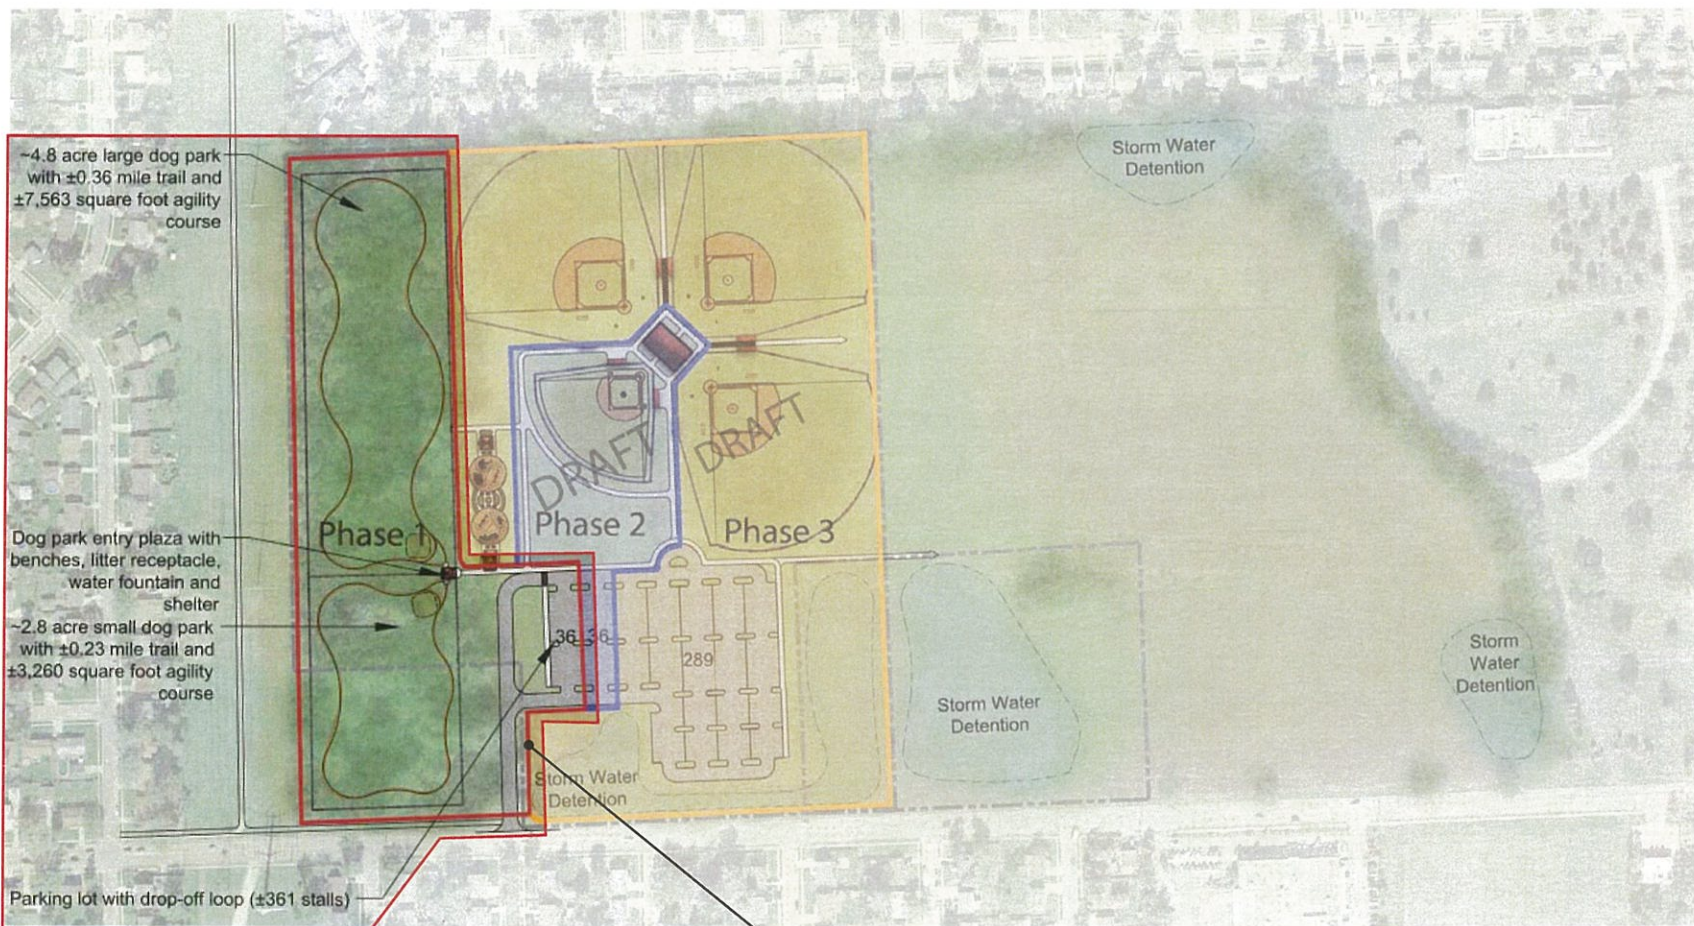 ~4.8 acre large dog park
with ±0.36 mile trail and
±7,563 square foot agility
course
Storm Water
Detention
DRAFT
DRAFT
Phase 1
Phase 2
Phase 3
Dog park entry plaza with
benches, litter receptacle,
water fountain and
shelter
~2.8 acre small dog park
with ±0.23 mile trail and
±3,260 square foot agility
course
36
36
289
Storm
Water
Detention
Storm Water
Detention
Storm Water
Detention
Parking lot with drop-off loop (±361 stalls)